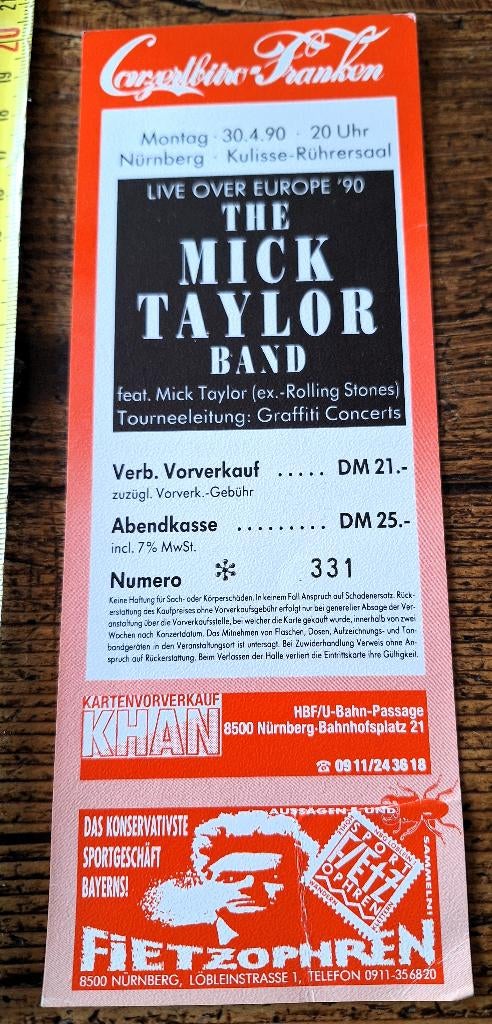 Conzertbüro-Franken
Montag · 30.4.90 · 20 Uhr
Nürnberg · Kulisse-Rührersaal
LIVE OVER EUROPE '90
THE
MICK
TAYLOR
BAND
feat. Mick Taylor (ex.-Rolling Stones)
Tourneeleitung: Graffiti Concerts
Verb. Vorverkauf ..... DM 21.-
zuzügl. Vorverk.-Gebühr
Abendkasse ......... DM 25.-
incl. 7% MwSt.
Numero * 331
Keine Haftung für Sach- oder Körperschäden. In keinem Fall Anspruch auf Schadenersatz. Rück-
erstattung des Kaufpreises ohne Vorverkaufsgebühr erfolgt nur bei genereller Absage der Ver-
anstaltung über die Vorverkaufsstelle, bei welcher die Karte gekauft wurde, innerhalb von zwei
Wochen nach Konzertdatum. Das Mitnehmen von Flaschen, Dosen, Aufzeichnungs- und Ton-
bandgeräten in den Veranstaltungsort ist untersagt. Bei Zuwiderhandlung Verweis ohne An-
spruch auf Rückerstattung. Beim Verlassen der Halle verliert die Eintrittskarte ihre Gültigkeit.
KARTENVORVERKAUF
KHAN
HBF/U-Bahn-Passage
8500 Nürnberg-Bahnhofsplatz 21
☎ 0911/243618
DAS KONSERVATIVSTE
SPORTGESCHÄFT
BAYERNS!
AUSSÄGEN & UND
SAMMELN!!
SPORT
FIETZ
OPHREN
FIETZOPHREN
8500 NÜRNBERG, LÖBLEINSTRASSE 1, TELEFON 0911-356820
19
20
21